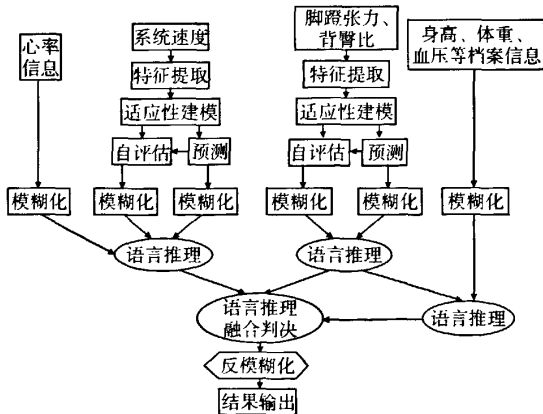 心率
信息
系统速度
脚蹬张力、
背臂比
身高、体重、
血压等档案信息
特征提取
特征提取
适应性建模
适应性建模
自评估
预测
自评估
预测
模糊化
模糊化
模糊化
模糊化
模糊化
模糊化
语言推理
语言推理
语言推理
融合判决
语言推理
反模糊化
结果输出